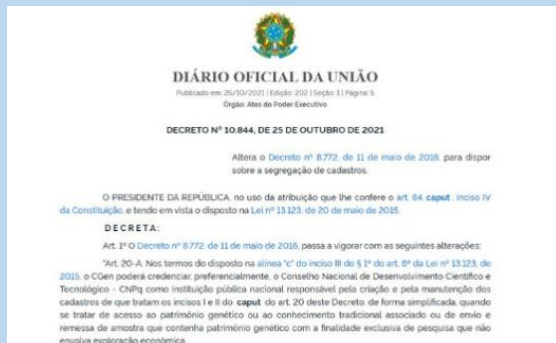 DIÁRIO OFICIAL DA UNIÃO
Publicado em: 26/10/2021 | Edição: 202 | Seção: 1 | Página: 5
Órgão: Atos do Poder Executivo
DECRETO Nº 10.844, DE 25 DE OUTUBRO DE 2021
Altera o Decreto nº 8.772, de 11 de maio de 2016, para dispor
sobre a segregação de cadastros.
O PRESIDENTE DA REPÚBLICA, no uso da atribuição que lhe confere o art. 84, caput, inciso IV
da Constituição, e tendo em vista o disposto na Lei nº 13.123, de 20 de maio de 2015,
DECRETA:
Art. 1º O Decreto nº 8.772, de 11 de maio de 2016, passa a vigorar com as seguintes alterações:
"Art. 20-A. Nos termos do disposto na alínea "c" do inciso III do § 1º do art. 6º da Lei nº 13.123, de
2015, o CGen poderá credenciar, preferencialmente, o Conselho Nacional de Desenvolvimento Científico e
Tecnológico - CNPq como instituição pública nacional responsável pela criação e pela manutenção dos
cadastros de que tratam os incisos I e II do caput do art. 20 deste Decreto, de forma simplificada, quando
se tratar de acesso ao patrimônio genético ou ao conhecimento tradicional associado ou de envio e
remessa de amostra que contenha patrimônio genético com a finalidade exclusiva de pesquisa que não
envolva exploração econômica.